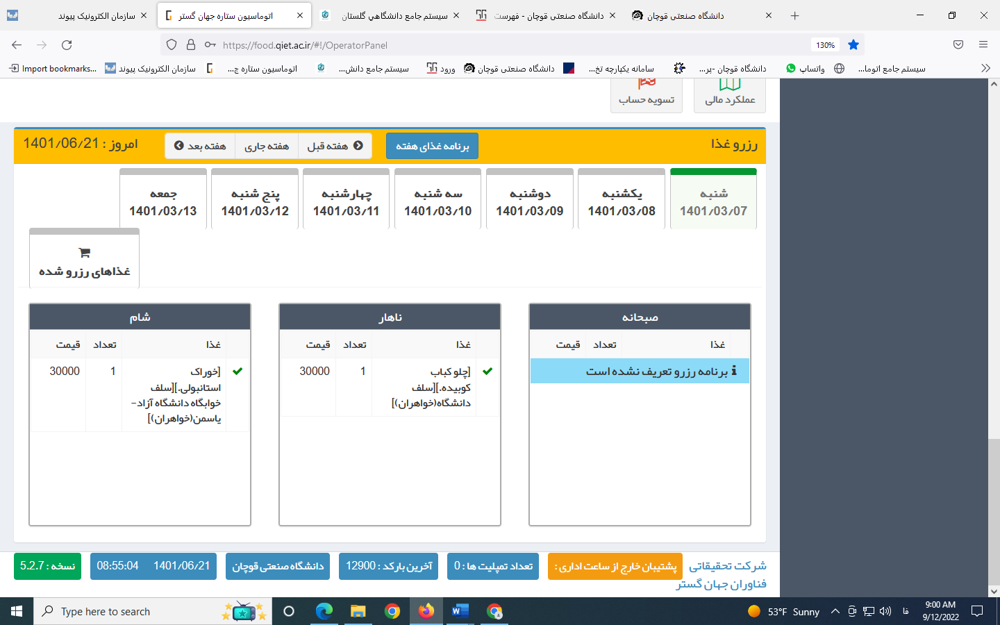 سازمان الکترونیک پیوند
اتوماسیون ستاره جهان گستر
سیستم جامع دانشگاهي گلستان
دانشگاه صنعتی قوچان - فهرست
دانشگاه صنعتی قوچان
https://food.qiet.ac.ir/#!/OperatorPanel
130%
Import bookmarks...
سازمان الکترونیک پیوند
اتوماسیون ستاره ج...
سیستم جامع دانش...
ورود
دانشگاه صنعتی قوچان
سامانه یکپارچه تخ...
دانشگاه قوچان -پر...
واتساپ
سیستم جامع اتوما...
عملکرد مالی
تسویه حساب
رزرو غذا
برنامه غذای هفته
هفته قبل
هفته جاری
هفته بعد
امروز : 1401/06/21
شنبه
1401/03/07
یکشنبه
1401/03/08
دوشنبه
1401/03/09
سه شنبه
1401/03/10
چهارشنبه
1401/03/11
پنج شنبه
1401/03/12
جمعه
1401/03/13
غذاهای رزرو شده
صبحانه
غذا تعداد قیمت
برنامه رزرو تعریف نشده است
ناهار
غذا تعداد قیمت
[چلو کباب 1 30000
کوبیده.][سلف
دانشگاه(خواهران)]
شام
غذا تعداد قیمت
[خوراک 1 30000
استانبولی.][سلف
خوابگاه دانشگاه آزاد-
یاسمن(خواهران)]
شرکت تحقیقاتی
فناوران جهان گستر
پشتیبان خارج از ساعت اداری :
تعداد تمپلیت ها : 0
آخرین بارکد : 12900
دانشگاه صنعتی قوچان
1401/06/21 08:55:04
نسخه : 5.2.7
Type here to search
53°F Sunny
فا
9:00 AM
9/12/2022